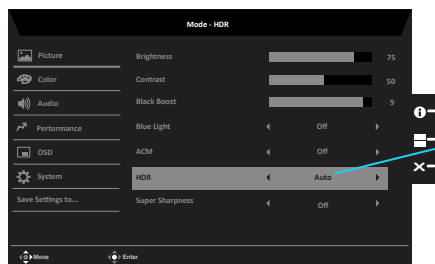 Mode - HDR
Picture
Brightness 75
Color
Contrast 50
Audio
Black Boost 9
Pertormance
Blue Light Off
OSD
ACM Off
System
HDR Auto
Save Settings to...
Super Sharpness Off
Move Enter